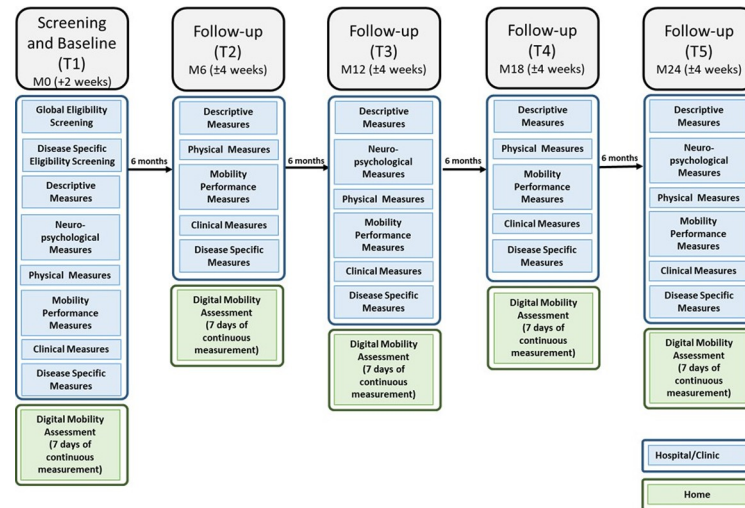 Screening
and Baseline
(T1)
M0 (+2 weeks)
Global Eligibility
Screening
Disease Specific
Eligibility Screening
Descriptive
Measures
Neuro-
psychological
Measures
Physical Measures
Mobility
Performance
Measures
Clinical Measures
Disease Specific
Measures
Digital Mobility
Assessment
(7 days of
continuous
measurement)
6 months
Follow-up
(T2)
M6 (±4 weeks)
Descriptive
Measures
Physical Measures
Mobility
Performance
Measures
Clinical Measures
Disease Specific
Measures
Digital Mobility
Assessment
(7 days of
continuous
measurement)
6 months
Follow-up
(T3)
M12 (±4 weeks)
Descriptive
Measures
Neuro-
psychological
Measures
Physical Measures
Mobility
Performance
Measures
Clinical Measures
Disease Specific
Measures
Digital Mobility
Assessment
(7 days of
continuous
measurement)
6 months
Follow-up
(T4)
M18 (±4 weeks)
Descriptive
Measures
Physical Measures
Mobility
Performance
Measures
Clinical Measures
Disease Specific
Measures
Digital Mobility
Assessment
(7 days of
continuous
measurement)
6 months
Follow-up
(T5)
M24 (±4 weeks)
Descriptive
Measures
Neuro-
psychological
Measures
Physical Measures
Mobility
Performance
Measures
Clinical Measures
Disease Specific
Measures
Digital Mobility
Assessment
(7 days of
continuous
measurement)
Hospital/Clinic
Home